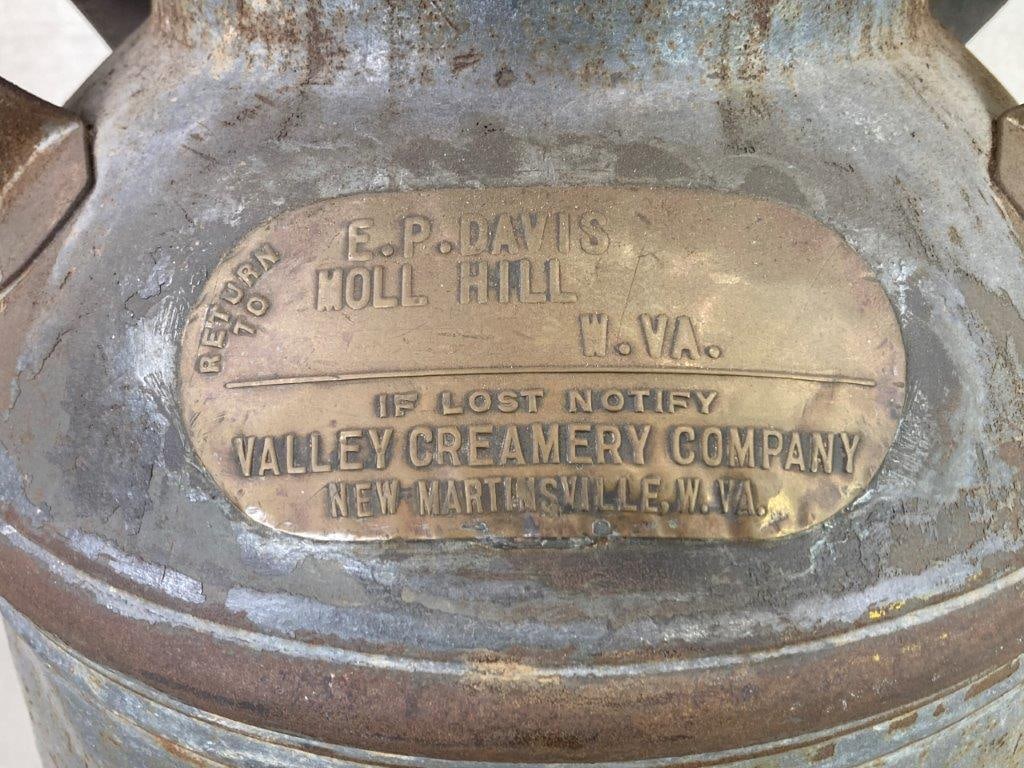 RETURN
TO
E.P. DAVIS
MOLL HILL
W. VA.
IF LOST NOTIFY
VALLEY CREAMERY COMPANY
NEW MARTINSVILLE, W. VA.